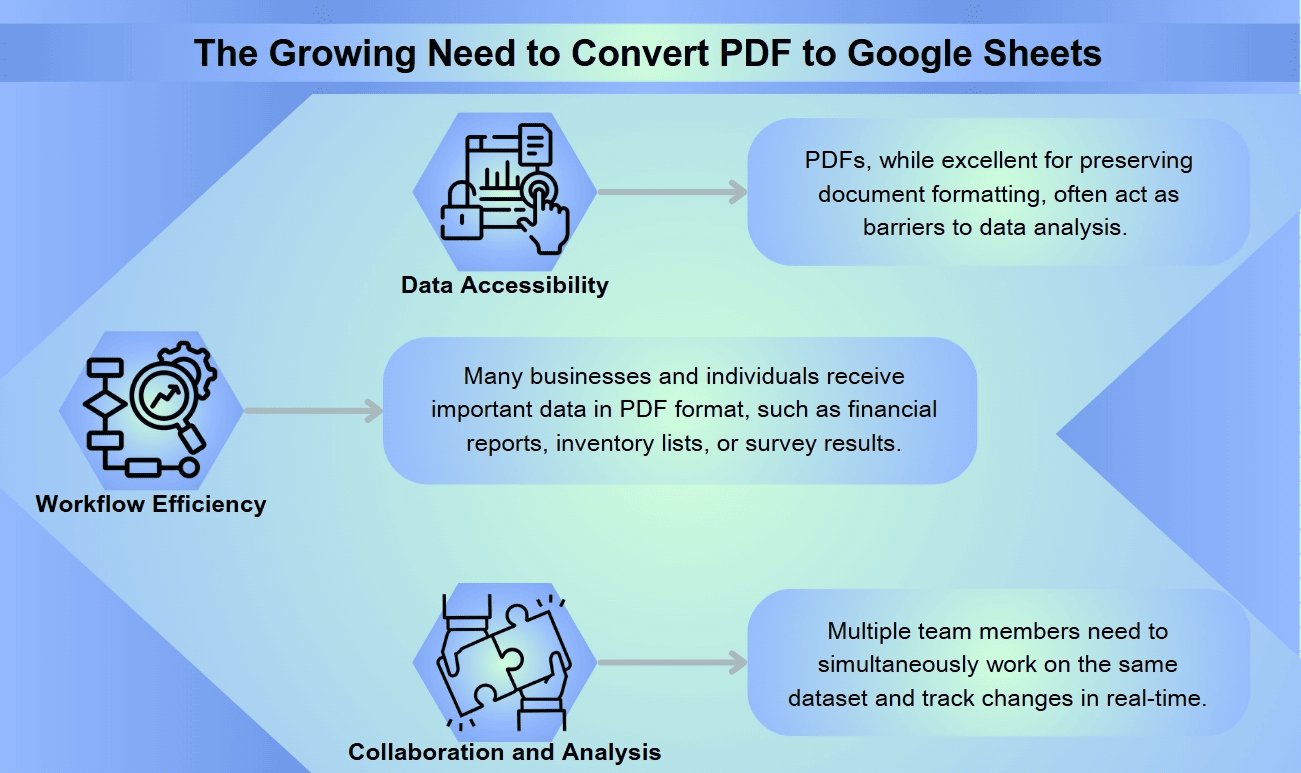 The Growing Need to Convert PDF to Google Sheets
PDFs, while excellent for preserving
document formatting, often act as
barriers to data analysis.
Data Accessibility
Many businesses and individuals receive
important data in PDF format, such as financial
reports, inventory lists, or survey results.
Workflow Efficiency
Multiple team members need to
simultaneously work on the same
dataset and track changes in real-time.
Collaboration and Analysis